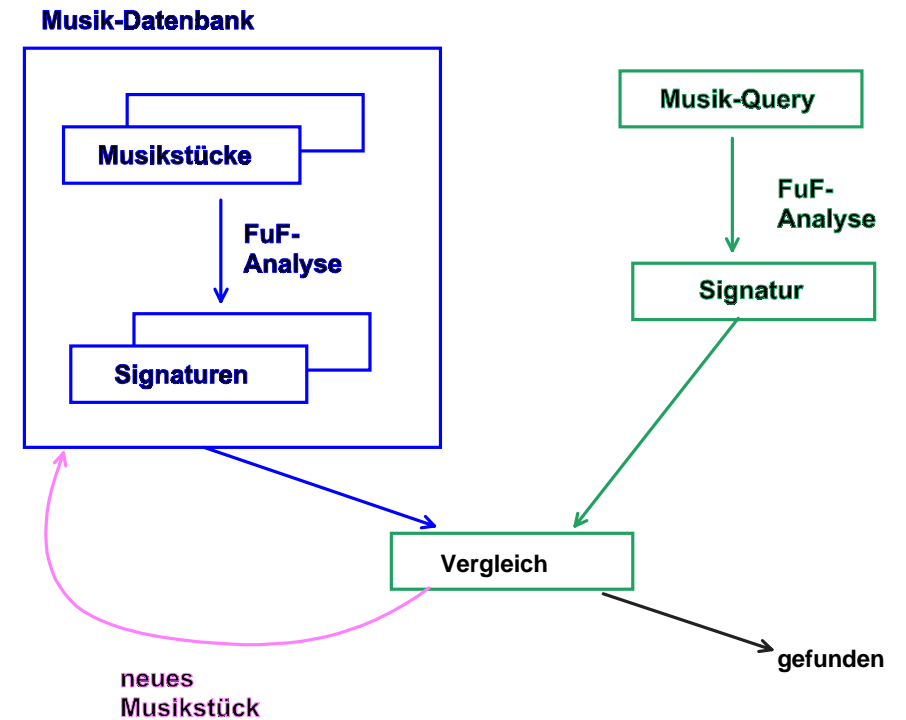 Musik-Datenbank
Musikstücke
FuF-
Analyse
Signaturen
Musik-Query
FuF-
Analyse
Signatur
Vergleich
gefunden
neues
Musikstück